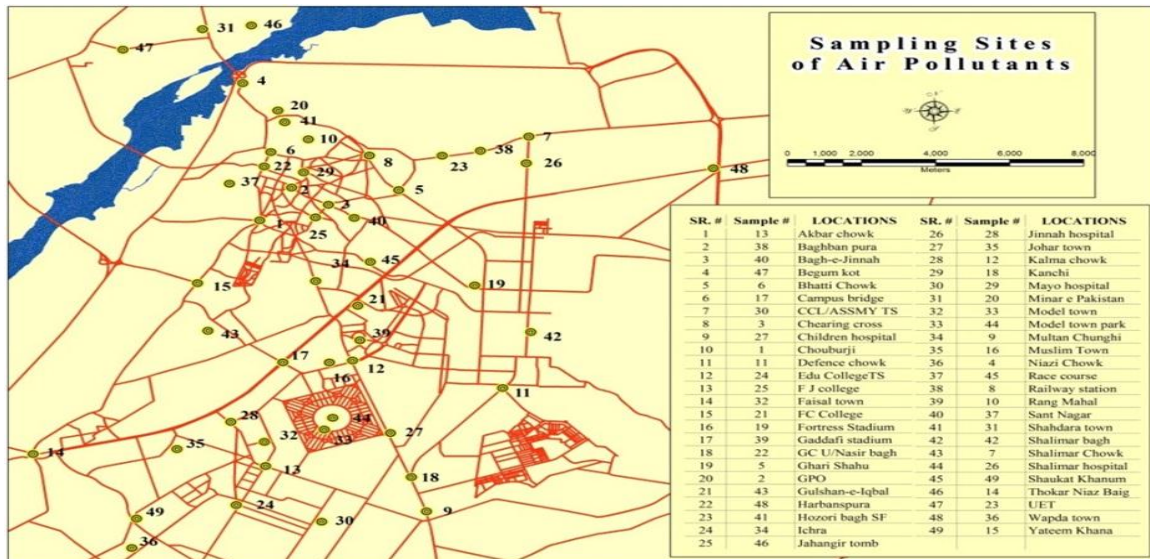 Sampling Sites
of Air Pollutants
0 1,000 2,000 4,000 6,000 8,000
Meters
SR. # Sample # LOCATIONS SR. # Sample # LOCATIONS
1 13 Akbar chowk 26 28 Jinnah hospital
2 38 Baghban pura 27 35 Johar town
3 40 Bagh-e-Jinnah 28 12 Kalma chowk
4 47 Begum kot 29 18 Kanchi
5 6 Bhatti Chowk 30 29 Mayo hospital
6 17 Campus bridge 31 20 Minar e Pakistan
7 30 CCL/ASSMY TS 32 33 Model town
8 3 Chearing cross 33 44 Model town park
9 27 Children hospital 34 9 Multan Chunghi
10 1 Chouburji 35 16 Muslim Town
11 11 Defence chowk 36 4 Niazi Chowk
12 24 Edu CollegeTS 37 45 Race course
13 25 F J college 38 8 Railway station
14 32 Faisal town 39 10 Rang Mahal
15 21 FC College 40 37 Sant Nagar
16 19 Fortress Stadium 41 31 Shahdara town
17 39 Gaddafi stadium 42 42 Shalimar bagh
18 22 GC U/Nasir bagh 43 7 Shalimar Chowk
19 5 Ghari Shahu 44 26 Shalimar hospital
20 2 GPO 45 49 Shaukat Khanum
21 43 Gulshan-e-Iqbal 46 14 Thokar Niaz Baig
22 48 Harbanspura 47 23 UET
23 41 Hozori bagh SF 48 36 Wapda town
24 34 Ichra 49 15 Yateem Khana
25 46 Jahangir tomb
31 46
47
4
20
41
10
7
6
8 23 38
22 29 26
48
37 2
5
3
1 40
25
34 45
15 19
21
43 39 42
17
16 12
11
28 44
32 33 27
35
14
13
18
24
49 30 9
36